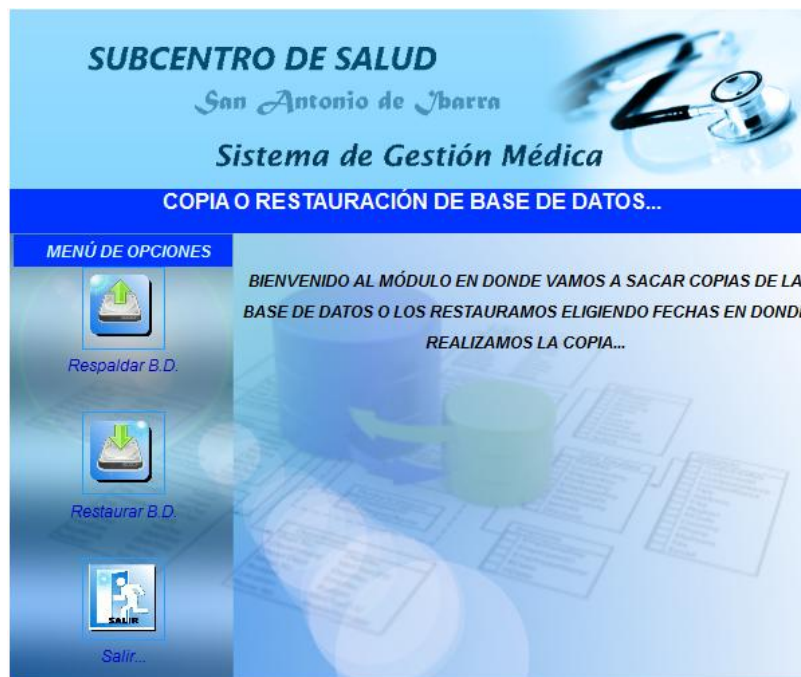 SUBCENTRO DE SALUD
San Antonio de Ibarra
Sistema de Gestión Médica
COPIA O RESTAURACIÓN DE BASE DE DATOS...
MENÚ DE OPCIONES
Respaldar B.D.
Restaurar B.D.
SALIR
Salir...
BIENVENIDO AL MÓDULO EN DONDE VAMOS A SACAR COPIAS DE LA
BASE DE DATOS O LOS RESTAURAMOS ELIGIENDO FECHAS EN DONDE
REALIZAMOS LA COPIA...